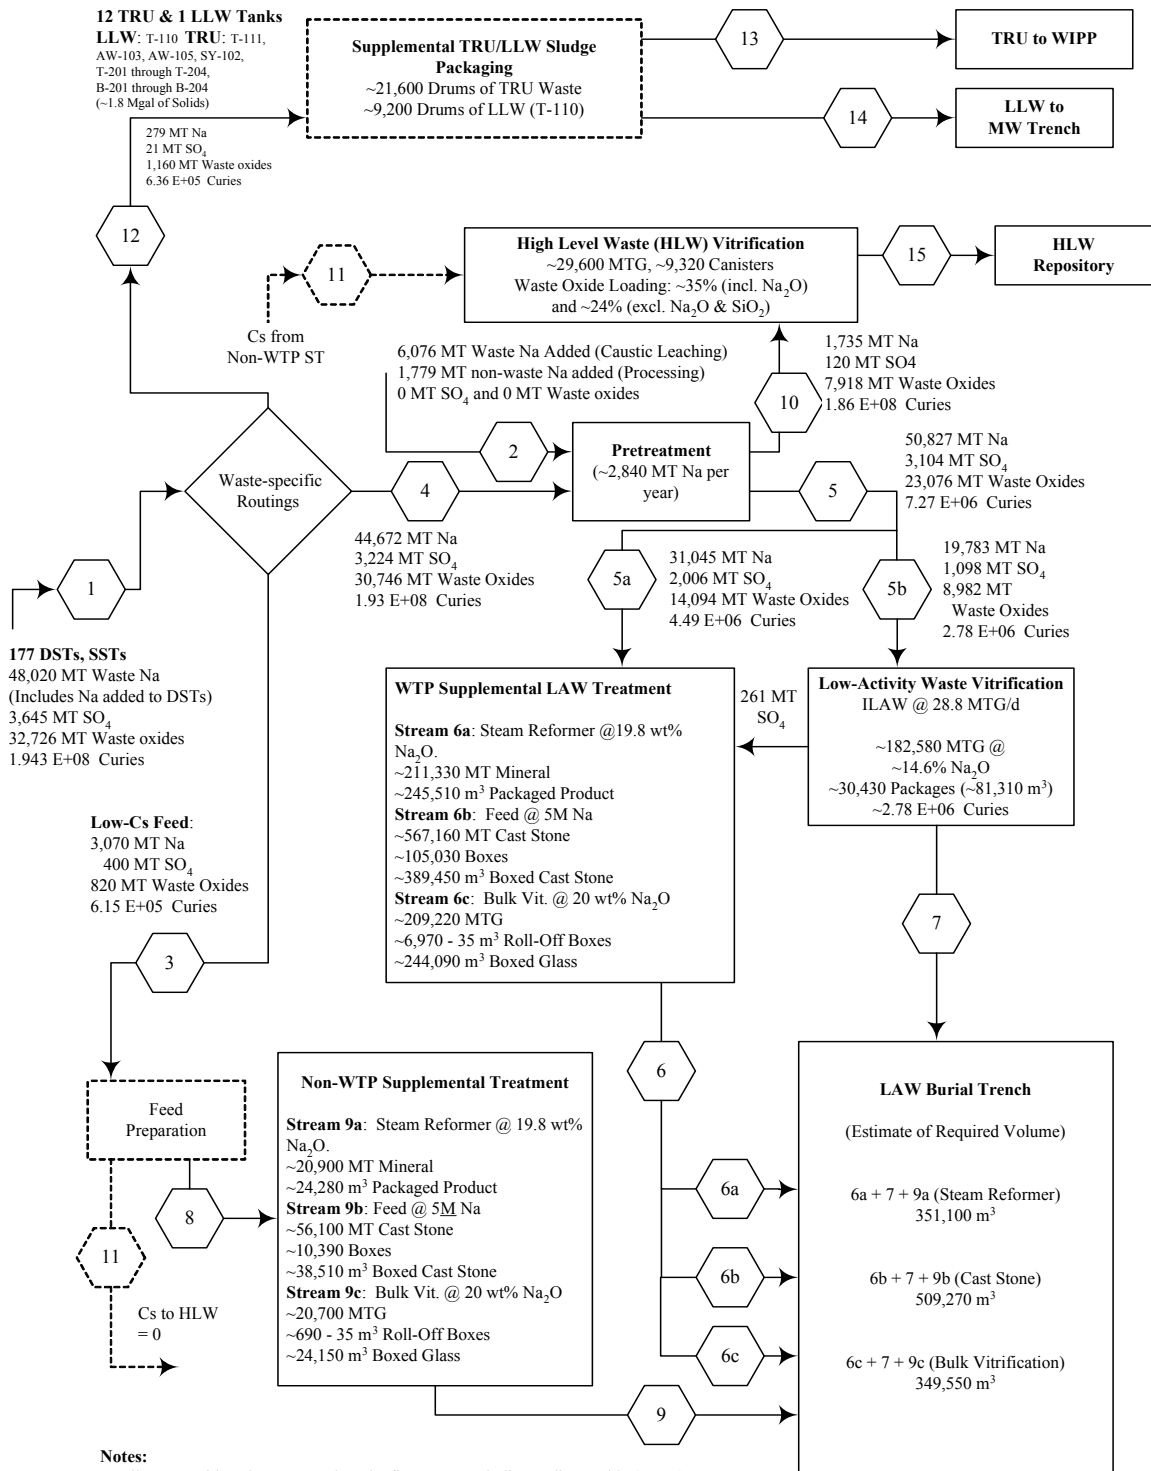 12 TRU & 1 LLW Tanks
LLW: T-110 TRU: T-111,
AW-103, AW-105, SY-102,
T-201 through T-204,
B-201 through B-204
(~1.8 Mgal of Solids)
279 MT Na
21 MT SO4
1,160 MT Waste oxides
6.36 E+05 Curies
12
Supplemental TRU/LLW Sludge
Packaging
~21,600 Drums of TRU Waste
~9,200 Drums of LLW (T-110)
13
TRU to WIPP
14
LLW to
MW Trench
11
Cs from
Non-WTP ST
High Level Waste (HLW) Vitrification
~29,600 MTG, ~9,320 Canisters
Waste Oxide Loading: ~35% (incl. Na2O)
and ~24% (excl. Na2O & SiO2)
15
HLW
Repository
6,076 MT Waste Na Added (Caustic Leaching)
1,779 MT non-waste Na added (Processing)
0 MT SO4 and 0 MT Waste oxides
10
1,735 MT Na
120 MT SO4
7,918 MT Waste Oxides
1.86 E+08 Curies
2
Pretreatment
(~2,840 MT Na per
year)
Waste-specific
Routings
4
44,672 MT Na
3,224 MT SO4
30,746 MT Waste Oxides
1.93 E+08 Curies
5
50,827 MT Na
3,104 MT SO4
23,076 MT Waste Oxides
7.27 E+06 Curies
5a
31,045 MT Na
2,006 MT SO4
14,094 MT Waste Oxides
4.49 E+06 Curies
5b
19,783 MT Na
1,098 MT SO4
8,982 MT
Waste Oxides
2.78 E+06 Curies
1
177 DSTs, SSTs
48,020 MT Waste Na
(Includes Na added to DSTs)
3,645 MT SO4
32,726 MT Waste oxides
1.943 E+08 Curies
WTP Supplemental LAW Treatment
Stream 6a: Steam Reformer @19.8 wt%
Na2O.
~211,330 MT Mineral
~245,510 m3 Packaged Product
Stream 6b: Feed @ 5M Na
~567,160 MT Cast Stone
~105,030 Boxes
~389,450 m3 Boxed Cast Stone
Stream 6c: Bulk Vit. @ 20 wt% Na2O
~209,220 MTG
~6,970 - 35 m3 Roll-Off Boxes
~244,090 m3 Boxed Glass
261 MT
SO4
Low-Activity Waste Vitrification
ILAW @ 28.8 MTG/d
~182,580 MTG @
~14.6% Na2O
~30,430 Packages (~81,310 m3)
~2.78 E+06 Curies
Low-Cs Feed:
3,070 MT Na
400 MT SO4
820 MT Waste Oxides
6.15 E+05 Curies
3
7
Feed
Preparation
8
11
Cs to HLW
= 0
Non-WTP Supplemental Treatment
Stream 9a: Steam Reformer @ 19.8 wt%
Na2O.
~20,900 MT Mineral
~24,280 m3 Packaged Product
Stream 9b: Feed @ 5M Na
~56,100 MT Cast Stone
~10,390 Boxes
~38,510 m3 Boxed Cast Stone
Stream 9c: Bulk Vit. @ 20 wt% Na2O
~20,700 MTG
~690 - 35 m3 Roll-Off Boxes
~24,150 m3 Boxed Glass
6
6a
6b
6c
9
LAW Burial Trench
(Estimate of Required Volume)
6a + 7 + 9a (Steam Reformer)
351,100 m3
6b + 7 + 9b (Cast Stone)
509,270 m3
6c + 7 + 9c (Bulk Vitrification)
349,550 m3
Notes: